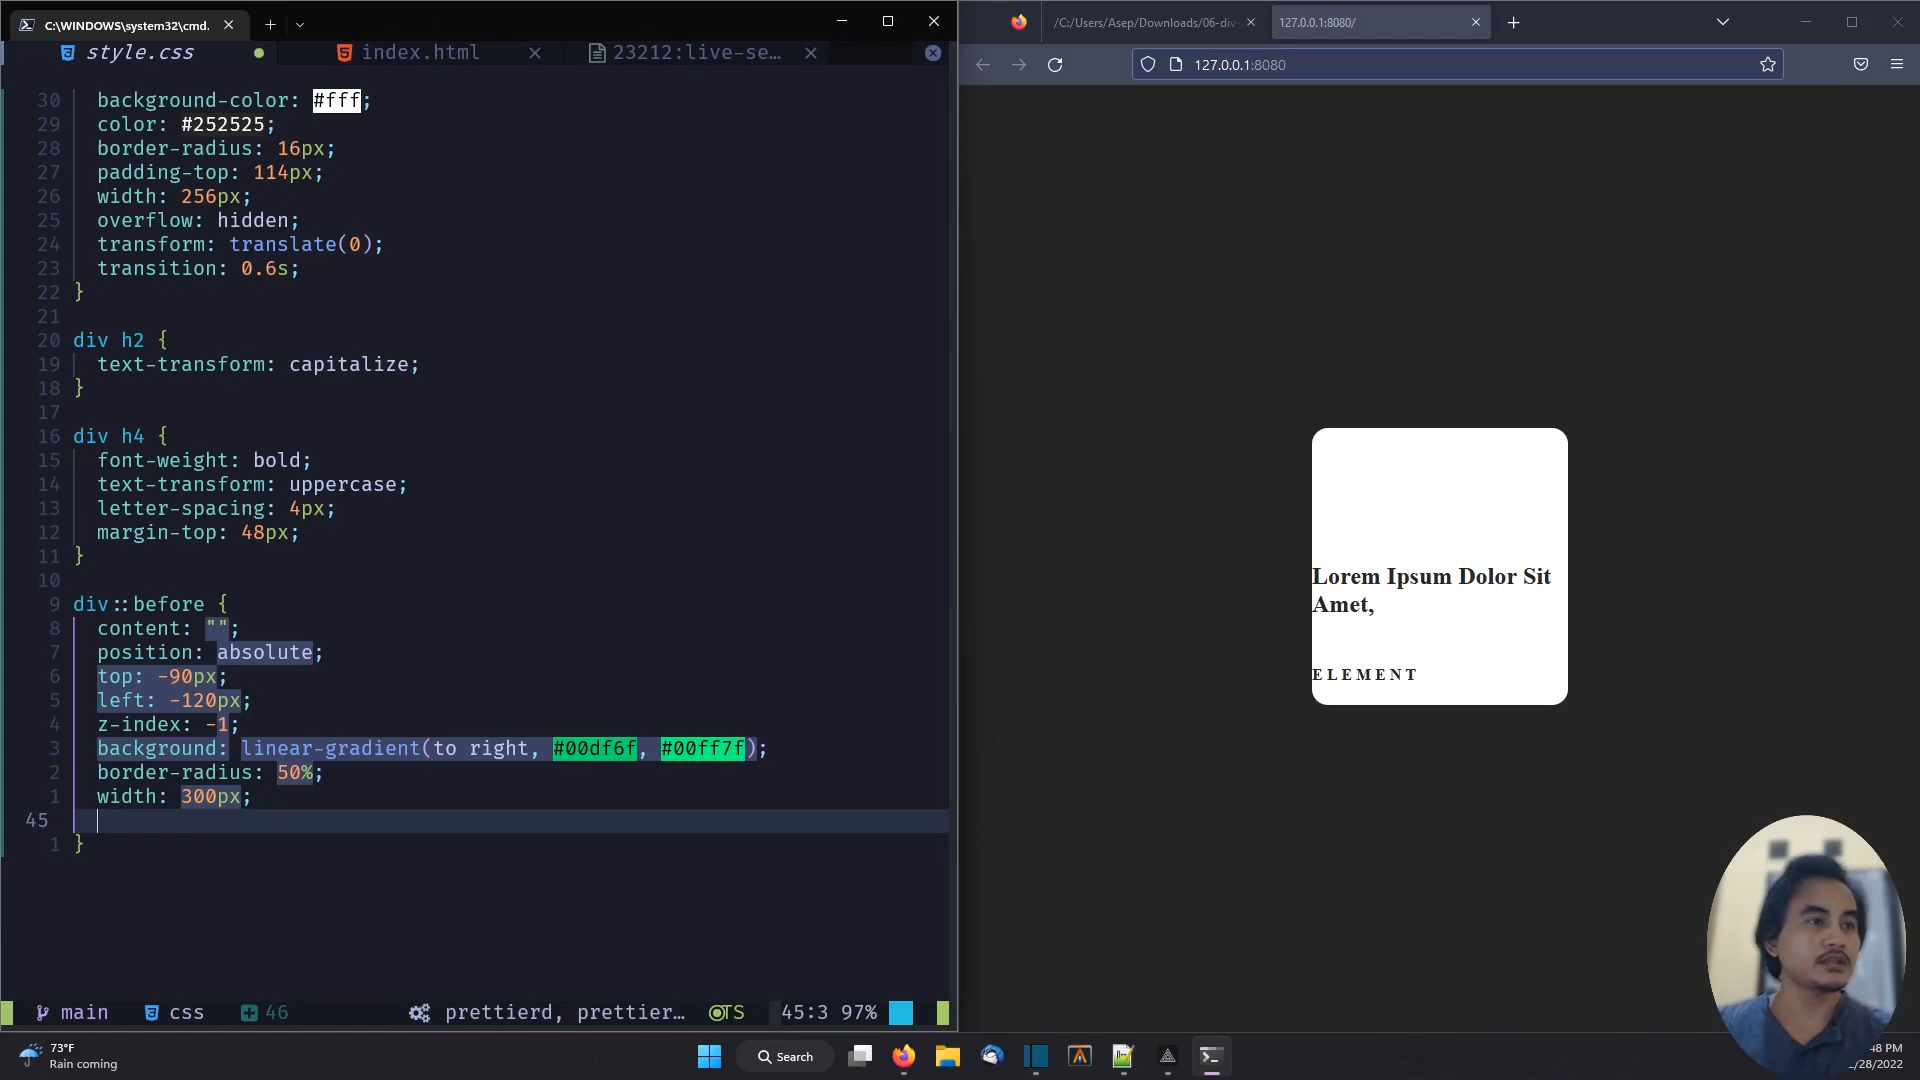 C:\WINDOWS\system32\cmd.
style.css
index.html
23212:live-se…
30 background-color: #fff;
29 color: #252525;
28 border-radius: 16px;
27 padding-top: 114px;
26 width: 256px;
25 overflow: hidden;
24 transform: translate(0);
23 transition: 0.6s;
22 }
21
20 div h2 {
19 text-transform: capitalize;
18 }
17
16 div h4 {
15 font-weight: bold;
14 text-transform: uppercase;
13 letter-spacing: 4px;
12 margin-top: 48px;
11 }
10
9 div::before {
8 content: "";
7 position: absolute;
6 top: -90px;
5 left: -120px;
4 z-index: -1;
3 background: linear-gradient(to right, #00df6f, #00ff7f);
2 border-radius: 50%;
1 width: 300px;
45
1 }
main css 46 prettierd, prettier… TS 45:3 97%
/C:/Users/Asep/Downloads/06-div-
127.0.0.1:8080/
127.0.0.1:8080
Lorem Ipsum Dolor Sit
Amet,
ELEMENT
73°F
Rain coming
Search
48 PM
/28/2022